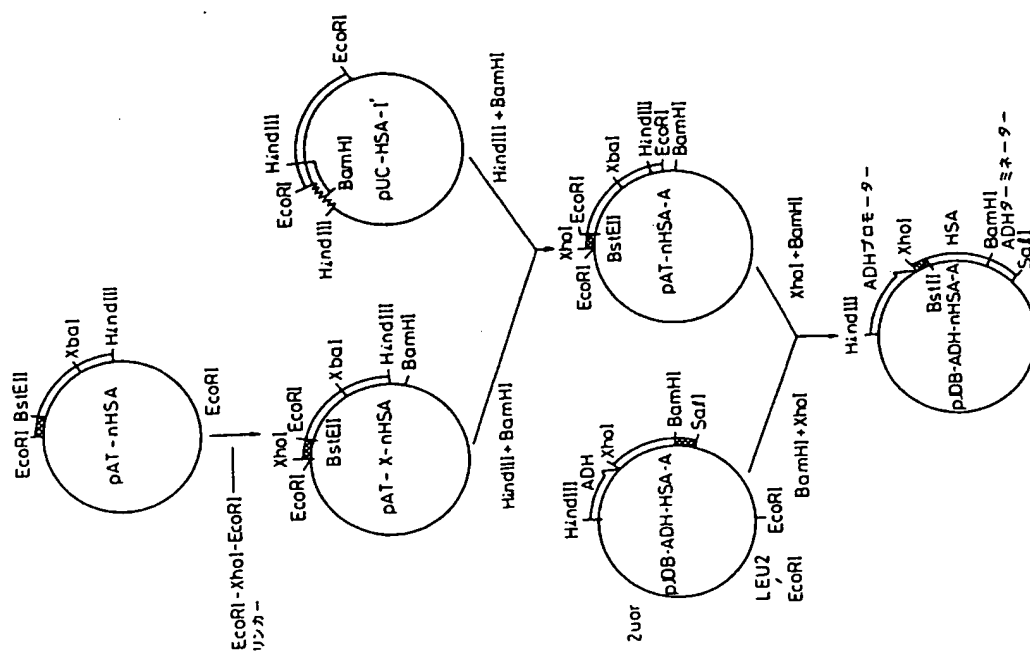 EcoRI BstEII
XbaI
HindIII
pAT-nHSA
EcoRI
EcoRI-XhoI-EcoRI
リンカー
XhoI
EcoRI EcoRI
BstEII
XbaI
HindIII
BamHI
pAT-X-nHSA
HindIII+BamHI
EcoRI
HindIII
EcoRI
BamHI
HindIII
pUC-HSA-I'
HindIII+BamHI
XhoI
EcoRI EcoRI
BstEII
XbaI
HindIII
EcoRI
BamHI
pAT-nHSA-A
XhoI+BamHI
HindIII
ADH
XhoI
BamHI
SalI
pJDB-ADH-HSA-A
2uor
LEU2
EcoRI
EcoRI
BamHI+XhoI
HindIII
ADHプロモーター
XhoI
BstII
HSA
BamHI
ADHターミネーター
SalI
pJDB-ADH-nHSA-A